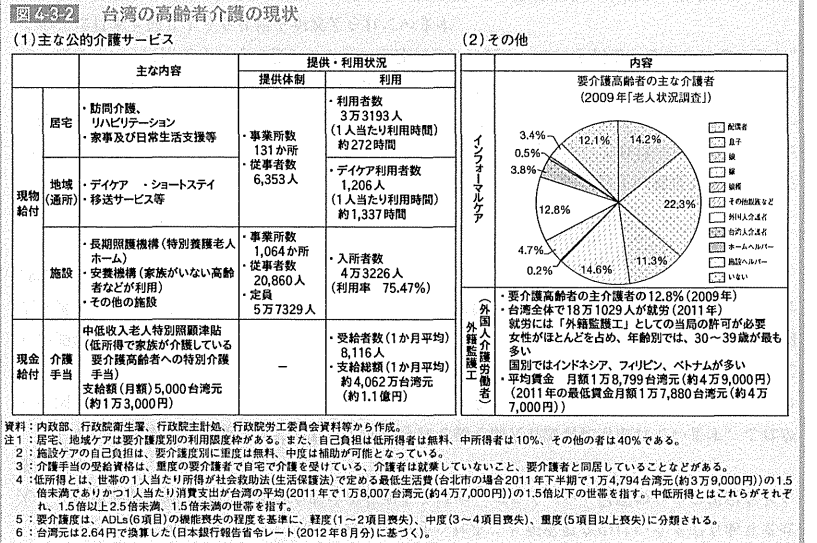 図4-3-2 台湾の高齢者介護の現状
(1)主な公的介護サービス
主な内容
提供・利用状況
提供体制
利用
現物
給付
居宅
・訪問介護、
リハビリテーション
・家事及び日常生活支援等
・事業所数
131か所
・従事者数
6,353人
・利用者数
3万3193人
(1人当たり利用時間)
約272時間
地域
(通所)
・デイケア ・ショートステイ
・移送サービス等
・デイケア利用者数
1,206人
(1人当たり利用時間)
約1,337時間
施設
・長期照護機構(特別養護老人
ホーム)
・安養機構(家族がいない高齢
者などが利用)
・その他の施設
・事業所数
1,064か所
・従事者数
20,860人
・定員
5万7329人
・入所者数
4万3226人
(利用率 75.47%)
現金
給付
介護
手当
中低収入老人特別照顧津貼
(低所得で家族が介護している
要介護高齢者への特別介護
手当)
支給額(月額)5,000台湾元
(約1万3,000円)
－
・受給者数(1か月平均)
8,116人
・支給総額(1か月平均)
約4,062万台湾元
(約1.1億円)
(2)その他
内容
インフォーマルケア
要介護高齢者の主な介護者
(2009年「老人状況調査」)
12.1%
14.2%
22.3%
11.3%
14.6%
0.2%
4.7%
12.8%
3.8%
0.5%
3.4%
配偶者
息子
娘
嫁
その他親族など
外国人介護者
台湾人介護者
ホームヘルパー
施設ヘルパー
いない
外籍監護工
(外国人介護労働者)
・要介護高齢者の主介護者の12.8%(2009年)
・台湾全体で18万1029人が就労(2011年)
就労には「外籍監護工」としての当局の許可が必要
女性がほとんどを占め、年齢別では、30～39歳が最も
多い
国別ではインドネシア、フィリピン、ベトナムが多い
・平均賃金 月額1万8,799台湾元(約4万9,000円)
(2011年の最低賃金月額1万7,880台湾元(約4万
7,000円))
資料：内政部、行政院衛生署、行政院主計処、行政院労工委員会資料等から作成。
注1：居宅、地域ケアは要介護度別の利用限度枠がある。また、自己負担は低所得者は無料、中所得者は10%、その他の者は40%である。
2：施設ケアの自己負担は、要介護度別に重度は無料、中度は補助が可能となっている。
3：介護手当の受給資格は、重度の要介護者で自宅で介護を受けている、介護者は就業していないこと、要介護者と同居していることなどがある。
4：低所得とは、世帯の1人当たり所得が社会救助法(生活保護法)で定める最低生活費(台北市の場合2011年下半期で1万4,794台湾元(約3万9,000円))の1.5
倍未満でありかつ1人当たり消費支出が台湾の平均(2011年で1万8,007台湾元(約4万7,000円))の1.5倍以下の世帯を指す。中低所得とはこれらがそれぞ
れ、1.5倍以上2.5倍未満、1.5倍未満の世帯を指す。
5：要介護度は、ADLs(6項目)の機能喪失の程度を基準に、軽度(1～2項目喪失)、中度(3～4項目喪失)、重度(5項目以上喪失)に分類される。
6：台湾元は2.64円で換算した(日本銀行報告省令レート(2012年8月分)に基づく)。